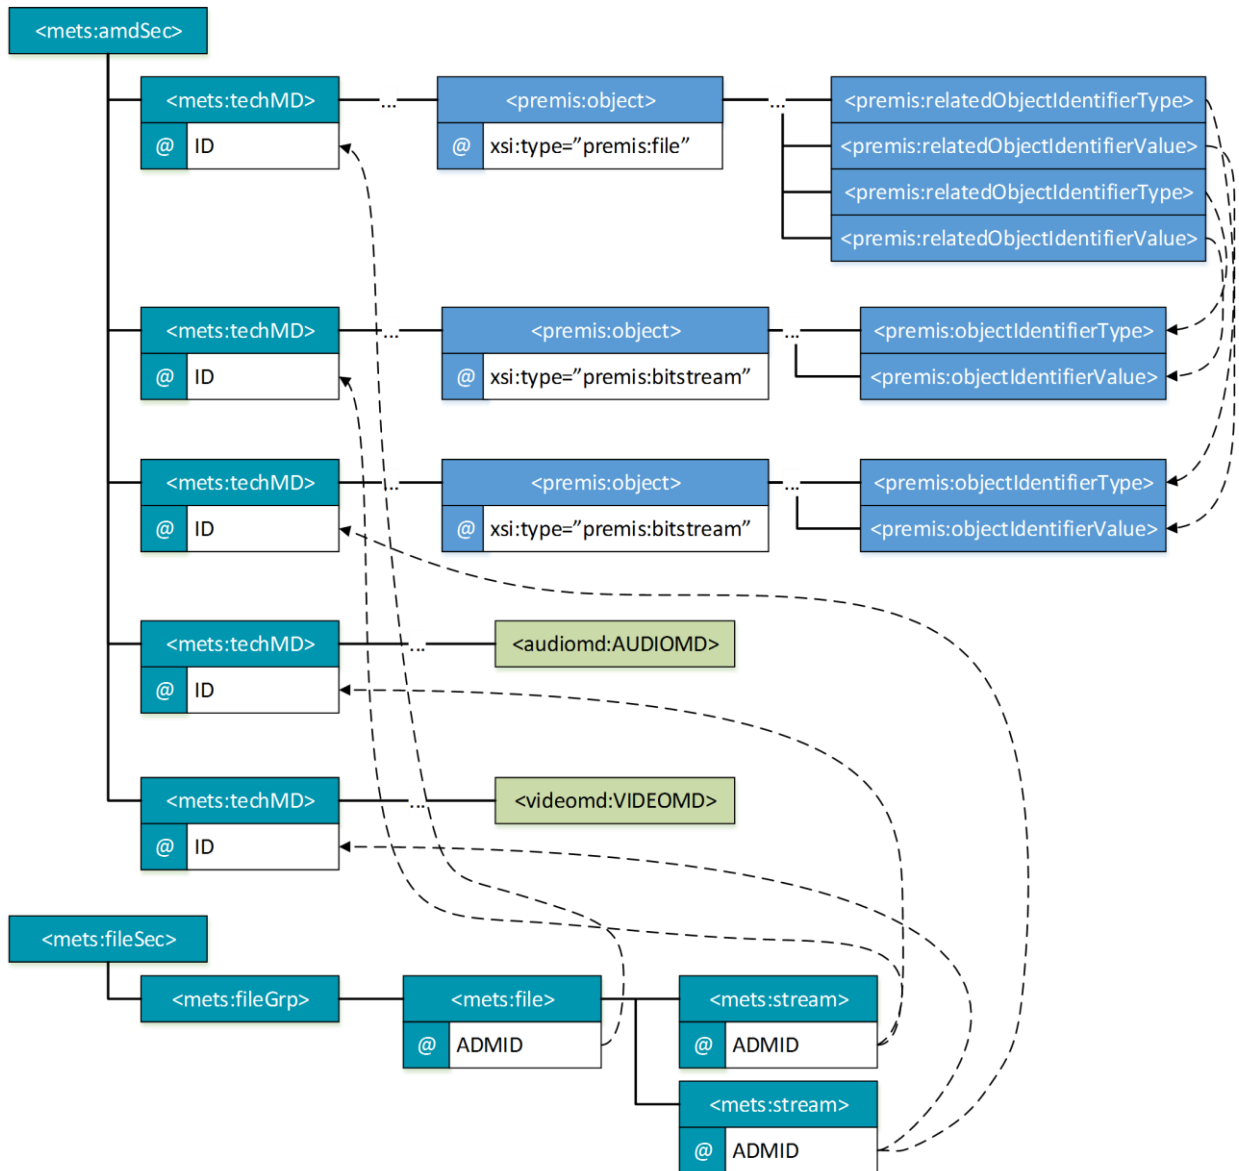 <mets:amdSec>
<mets:techMD> ... <premis:object> ... <premis:relatedObjectIdentifierType>
@ ID @ xsi:type=”premis:file” <premis:relatedObjectIdentifierValue>
<premis:relatedObjectIdentifierType>
<premis:relatedObjectIdentifierValue>
<mets:techMD> ... <premis:object> ... <premis:objectIdentifierType>
@ ID @ xsi:type=”premis:bitstream” <premis:objectIdentifierValue>
<mets:techMD> ... <premis:object> ... <premis:objectIdentifierType>
@ ID @ xsi:type=”premis:bitstream” <premis:objectIdentifierValue>
<mets:techMD> ... <audiomd:AUDIOMD>
@ ID
<mets:techMD> ... <videomd:VIDEOMD>
@ ID
<mets:fileSec>
<mets:fileGrp> <mets:file> <mets:stream>
@ ADMID @ ADMID
<mets:stream>
@ ADMID